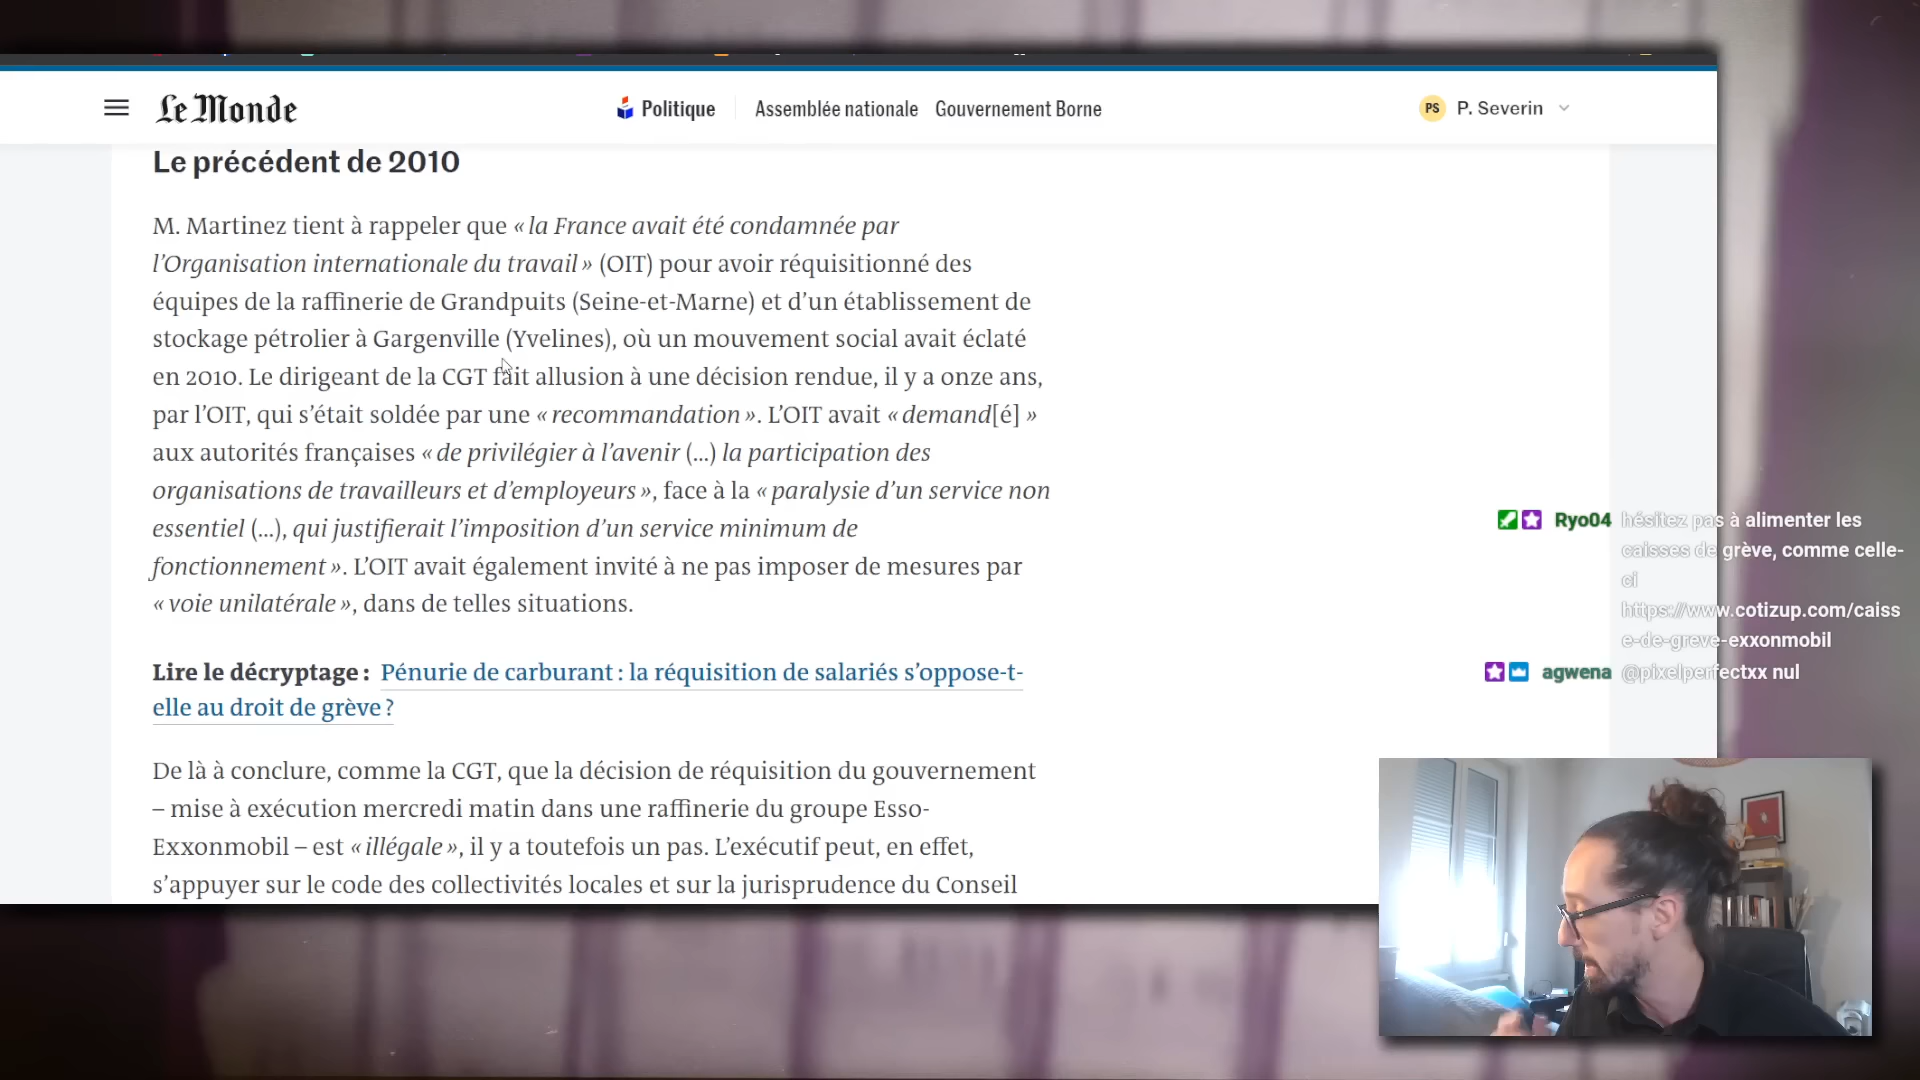 Le Monde
Politique
Assemblée nationale
Gouvernement Borne
PS
P. Severin
Le précédent de 2010
M. Martinez tient à rappeler que « la France avait été condamnée par
l’Organisation internationale du travail » (OIT) pour avoir réquisitionné des
équipes de la raffinerie de Grandpuits (Seine-et-Marne) et d’un établissement de
stockage pétrolier à Gargenville (Yvelines), où un mouvement social avait éclaté
en 2010. Le dirigeant de la CGT fait allusion à une décision rendue, il y a onze ans,
par l’OIT, qui s’était soldée par une « recommandation ». L’OIT avait « demand[é] »
aux autorités françaises « de privilégier à l’avenir (…) la participation des
organisations de travailleurs et d’employeurs », face à la « paralysie d’un service non
essentiel (…), qui justifierait l’imposition d’un service minimum de
fonctionnement ». L’OIT avait également invité à ne pas imposer de mesures par
« voie unilatérale », dans de telles situations.
Lire le décryptage : Pénurie de carburant : la réquisition de salariés s’oppose-t-
elle au droit de grève ?
De là à conclure, comme la CGT, que la décision de réquisition du gouvernement
– mise à exécution mercredi matin dans une raffinerie du groupe Esso-
Exxonmobil – est « illégale », il y a toutefois un pas. L’exécutif peut, en effet,
s’appuyer sur le code des collectivités locales et sur la jurisprudence du Conseil
Ryo04 hésitez pas à alimenter les
caisses de grève, comme celle-
ci
https://www.cotizup.com/caiss
e-de-greve-exxonmobil
agwena @pixelperfectxx nul